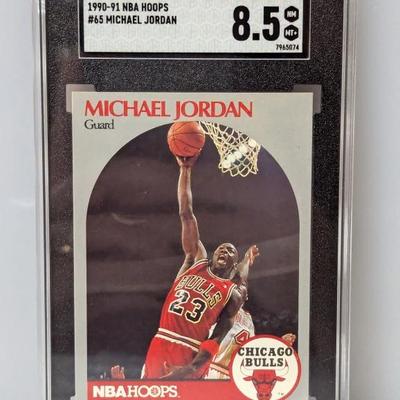 1990-91 NBA HOOPS
#65 MICHAEL JORDAN
8.5
NM
MT+
7965074
MICHAEL JORDAN
Guard
BULLS
23
CHICAGO
BULLS
NBA HOOPS